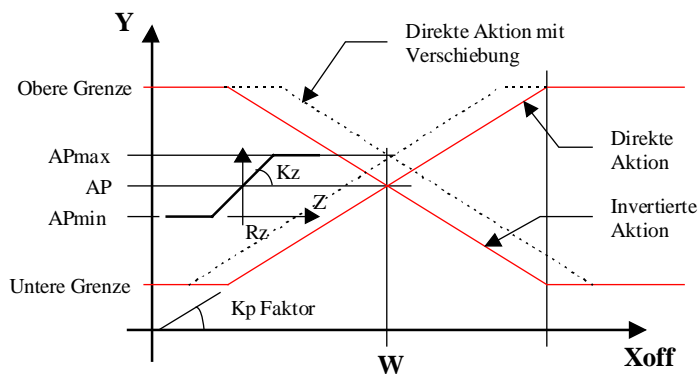 Y
Direkte Aktion mit
Verschiebung
Obere Grenze
APmax
Kz
Direkte
Aktion
AP
Z
APmin
Rz
Invertierte
Aktion
Untere Grenze
Kp Faktor
W
Xoff